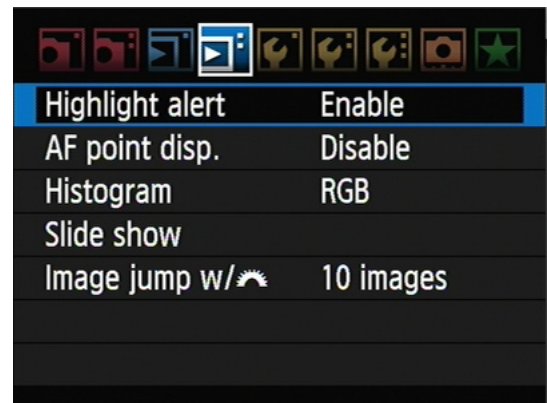 Highlight alert Enable
AF point disp. Disable
Histogram RGB
Slide show
Image jump w/ 10 images